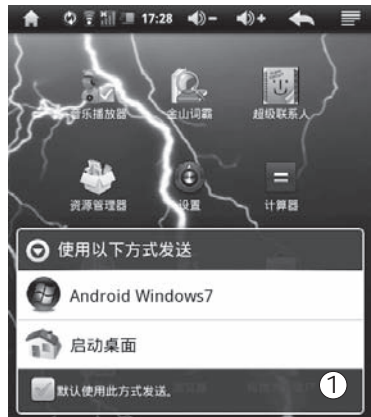 17:28
音乐播放器 金山词霸 超级联系人
资源管理器 设置 计算器
使用以下方式发送
Android Windows7
启动桌面
默认使用此方式发送。
1